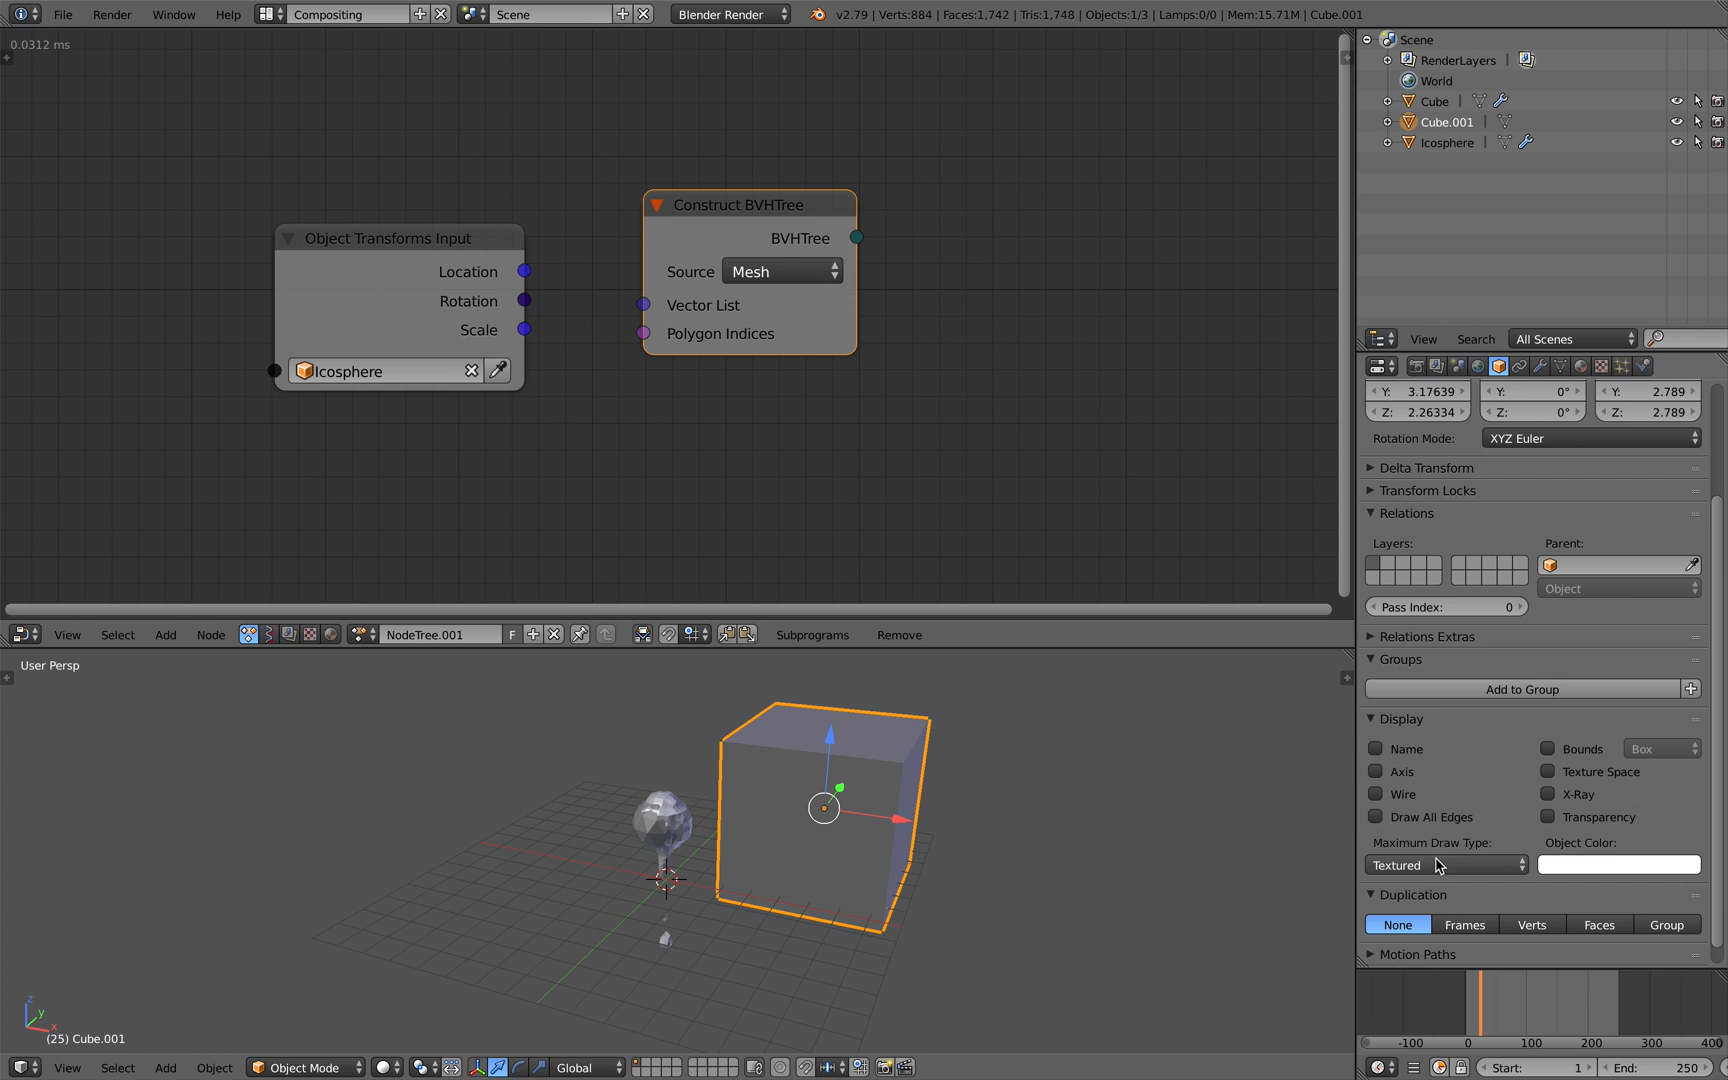 File Render Window Help Compositing Scene Blender Render v2.79 | Verts:884 | Faces:1,742 | Tris:1,748 | Objects:1/3 | Lamps:0/0 | Mem:15.71M | Cube.001
0.0312 ms
Object Transforms Input
Location
Rotation
Scale
Icosphere
Construct BVHTree
BVHTree
Source Mesh
Vector List
Polygon Indices
View Select Add Node NodeTree.001 F Subprograms Remove
User Persp
z
y
x
(25) Cube.001
View Select Add Object Object Mode Global
Scene
RenderLayers |
World
Cube |
Cube.001 |
Icosphere |
View Search All Scenes
Y: 3.17639 Y: 0° Y: 2.789
Z: 2.26334 Z: 0° Z: 2.789
Rotation Mode: XYZ Euler
Delta Transform
Transform Locks
Relations
Layers: Parent:
Object
Pass Index: 0
Relations Extras
Groups
Add to Group
Display
Name Bounds Box
Axis Texture Space
Wire X-Ray
Draw All Edges Transparency
Maximum Draw Type: Object Color:
Textured
Duplication
None Frames Verts Faces Group
Motion Paths
-100 0 100 200 300 400
Start: 1 End: 250